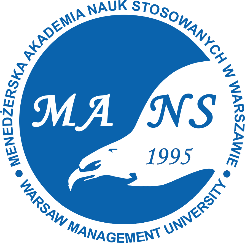 MENEDŻERSKA AKADEMIA NAUK STOSOWANYCH W WARSZAWIE
MA NS
1995
• WARSAW MANAGEMENT UNIVERSITY •